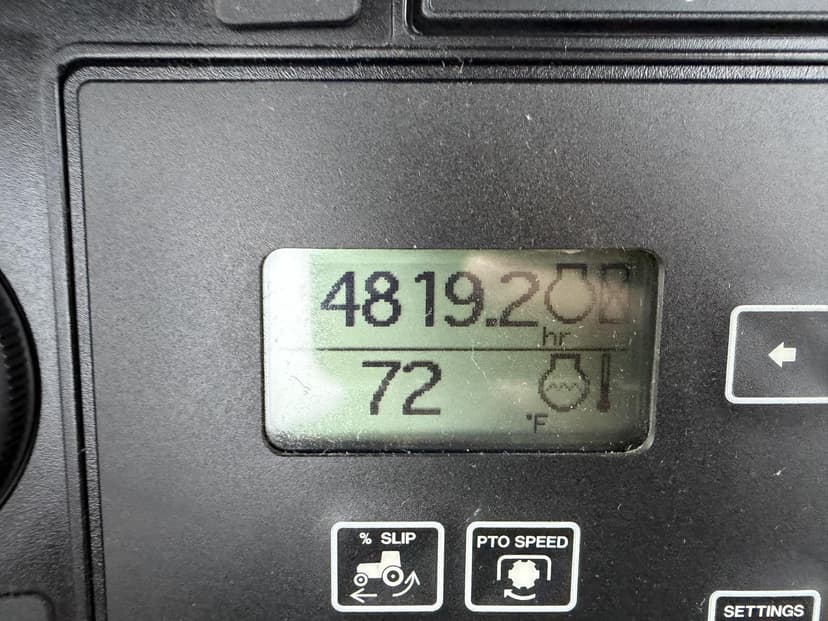 4819.2
hr
72
°F
% SLIP
PTO SPEED
SETTINGS